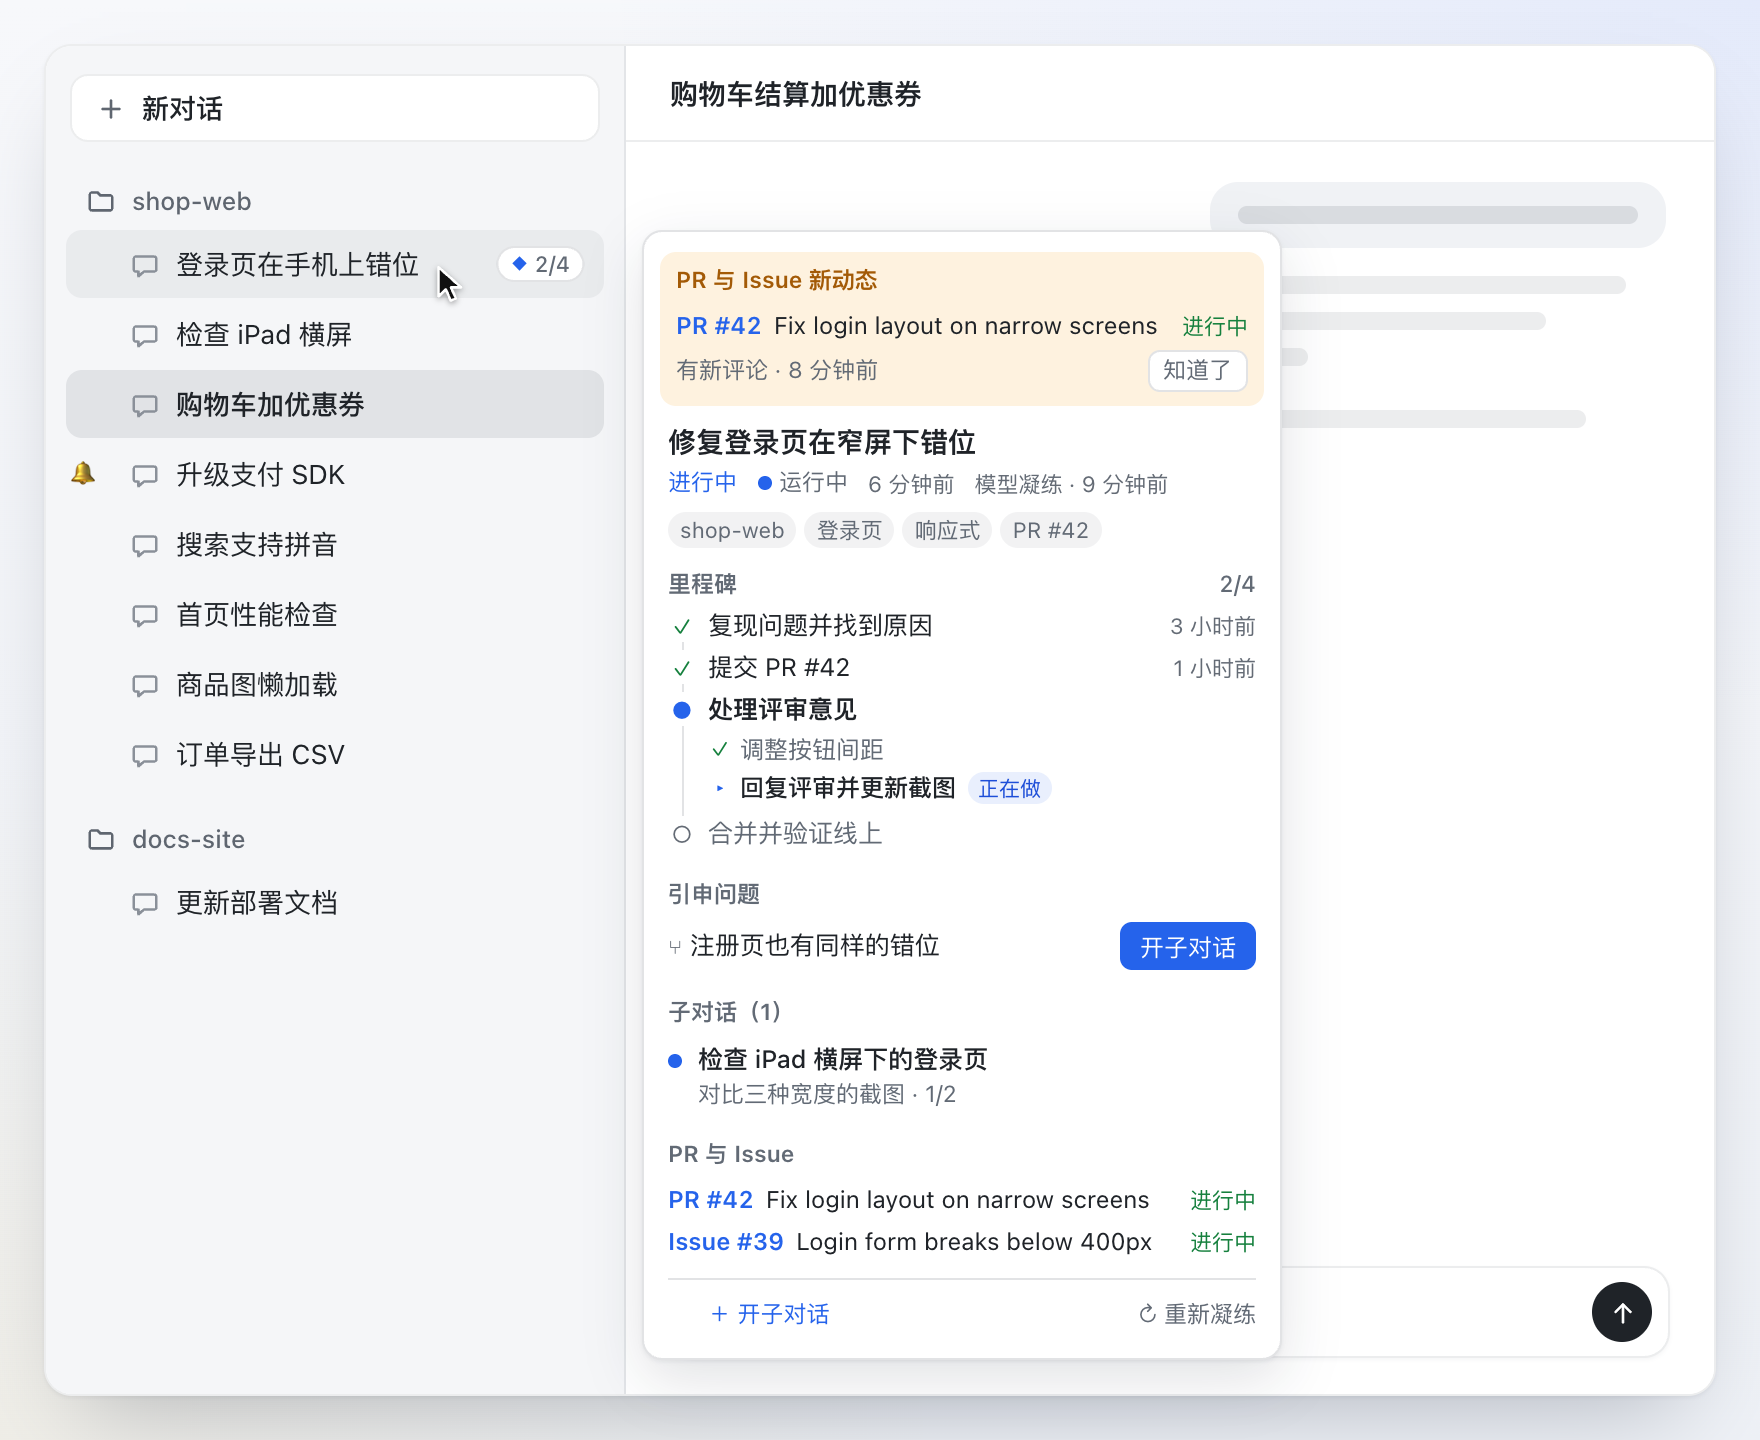 新对话
shop-web
登录页在手机上错位 2/4
检查 iPad 横屏
购物车加优惠券
升级支付 SDK
搜索支持拼音
首页性能检查
商品图懒加载
订单导出 CSV
docs-site
更新部署文档
购物车结算加优惠券
PR 与 Issue 新动态
PR #42 Fix login layout on narrow screens 进行中
有新评论 · 8 分钟前 知道了
修复登录页在窄屏下错位
进行中 运行中 6 分钟前 模型凝练 · 9 分钟前
shop-web 登录页 响应式 PR #42
里程碑 2/4
复现问题并找到原因 3 小时前
提交 PR #42 1 小时前
处理评审意见
调整按钮间距
回复评审并更新截图 正在做
合并并验证线上
引申问题
注册页也有同样的错位 开子对话
子对话（1）
检查 iPad 横屏下的登录页
对比三种宽度的截图 · 1/2
PR 与 Issue
PR #42 Fix login layout on narrow screens 进行中
Issue #39 Login form breaks below 400px 进行中
+ 开子对话 重新凝练